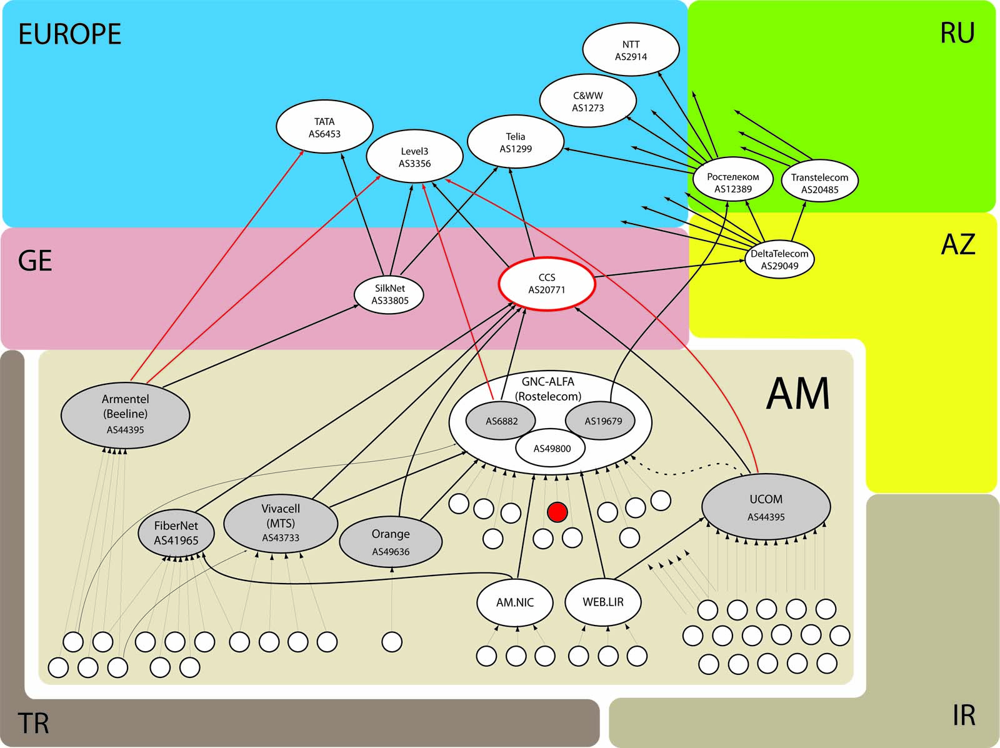 EUROPE
RU
NTT
AS2914
C&WW
AS1273
TATA
AS6453
Telia
AS1299
Level3
AS3356
Ростелеком
AS12389
Transtelecom
AS20485
GE
AZ
DeltaTelecom
AS29049
CCS
AS20771
SilkNet
AS33805
AM
GNC-ALFA
(Rostelecom)
AS6882
AS19679
AS49800
Armentel
(Beeline)
AS44395
UCOM
AS44395
Vivacell
(MTS)
AS43733
FiberNet
AS41965
Orange
AS49636
AM.NIC
WEB.LIR
TR
IR